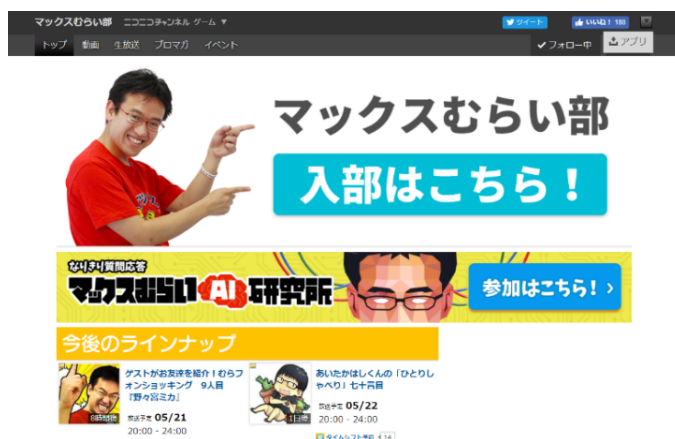 マックスむらい部 ニコニコチャンネル ゲーム ▼
ツイート
いいね! 188
トップ 動画 生放送 ブロマガ イベント
✔フォロー中
アプリ
マックスむらい部
入部はこちら！
なりきり質問応答
マックスむらいAI研究所
参加はこちら! ›
今後のラインナップ
ゲストがお友達を紹介！むらフ
ォンショッキング 9人目
『野々宮ミカ』
放送予定 05/21
20:00 - 24:00
8時間後
あいたかはしくんの「ひとりし
ゃべり」七十
放送予定 05/22
20:00 - 24:00
1日後
タイムシフト予約
14